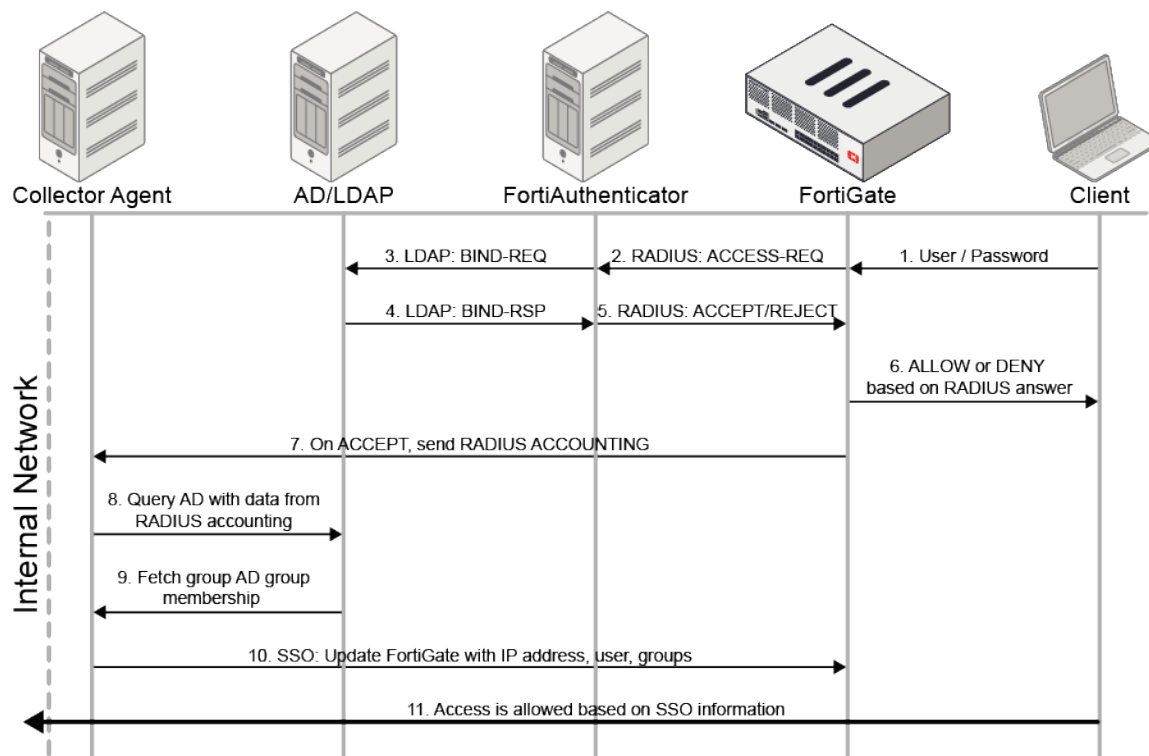 Collector Agent
AD/LDAP
FortiAuthenticator
FortiGate
Client
3. LDAP: BIND-REQ
2. RADIUS: ACCESS-REQ
1. User / Password
4. LDAP: BIND-RSP
5. RADIUS: ACCEPT/REJECT
6. ALLOW or DENY
based on RADIUS answer
7. On ACCEPT, send RADIUS ACCOUNTING
8. Query AD with data from
RADIUS accounting
9. Fetch group AD group
membership
10. SSO: Update FortiGate with IP address, user, groups
11. Access is allowed based on SSO information
Internal Network